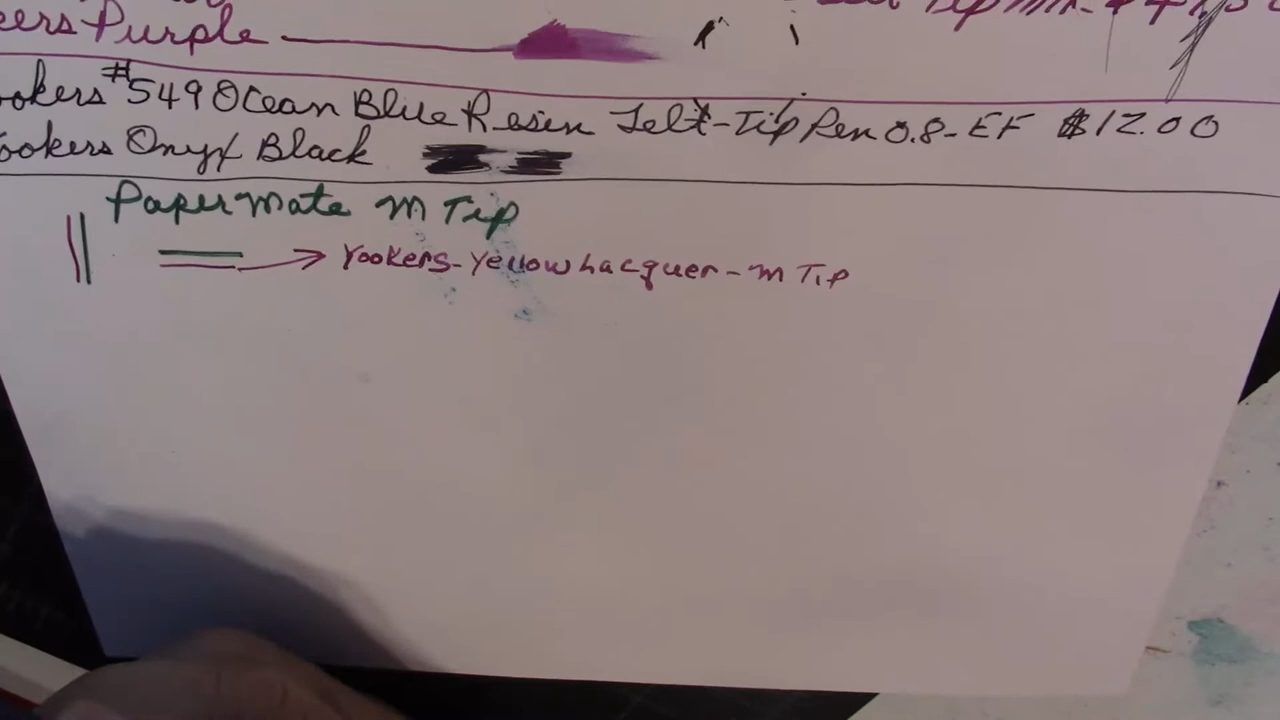 Purple
okers #549 Ocean Blue Resin Felt-Tip Pen 0.8-EF $12.00
ookers Onyx Black
PaperMate M Tip
Yookers-Yellow Lacquer-M Tip